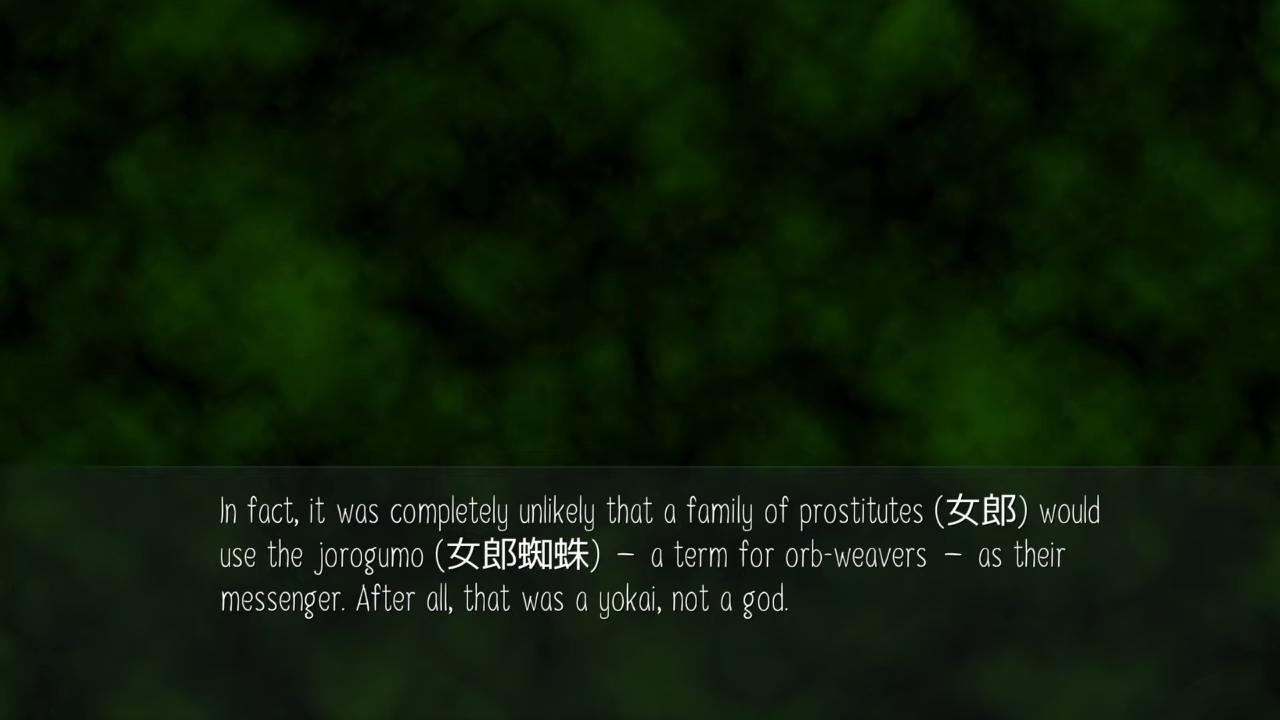 In fact, it was completely unlikely that a family of prostitutes (女郎) would
use the jorogumo (女郎蜘蛛) – a term for orb-weavers – as their
messenger. After all, that was a yokai, not a god.